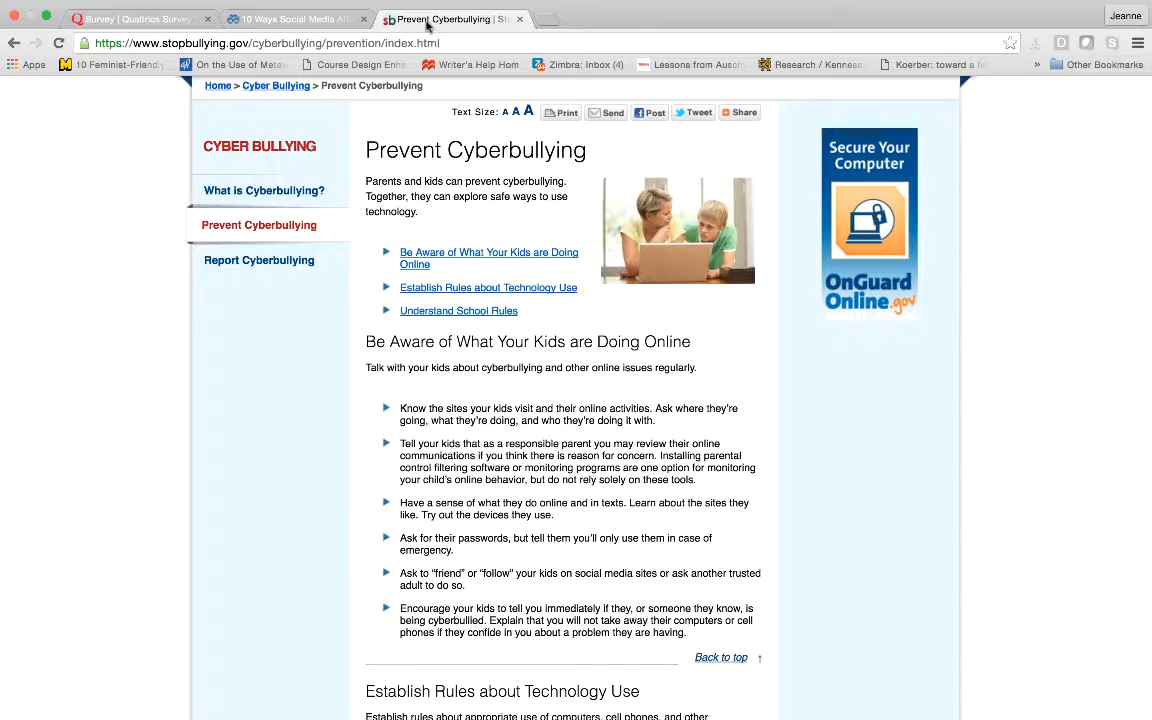 Survey | Qualtrics Survey
10 Ways Social Media
Prevent Cyberbullying |
Jeanne
https://www.stopbullying.gov/cyberbullying/prevention/index.html
Apps
10 Feminist-Friendly
On the Use of
Course Design
Writer's Help Hom
Zimbra: Inbox (4)
Lessons from
Research / Kennesa
Koerber: toward a
»
Other Bookmarks
Home > Cyber Bullying > Prevent Cyberbullying
Text Size: A A A
Print
Send
Post
Tweet
Share
CYBER BULLYING
What is Cyberbullying?
Prevent Cyberbullying
Report Cyberbullying
Prevent Cyberbullying
Parents and kids can prevent cyberbullying.
Together, they can explore safe ways to use
technology.
Be Aware of What Your Kids are Doing
Online
Establish Rules about Technology Use
Understand School Rules
Be Aware of What Your Kids are Doing Online
Talk with your kids about cyberbullying and other online issues regularly.
Know the sites your kids visit and their online activities. Ask where they're
going, what they're doing, and who they're doing it with.
Tell your kids that as a responsible parent you may review their online
communications if you think there is reason for concern. Installing parental
control filtering software or monitoring programs are one option for monitoring
your child's online behavior, but do not rely solely on these tools.
Have a sense of what they do online and in texts. Learn about the sites they
like. Try out the devices they use.
Ask for their passwords, but tell them you'll only use them in case of
emergency.
Ask to “friend” or “follow” your kids on social media sites or ask another trusted
adult to do so.
Encourage your kids to tell you immediately if they, or someone they know, is
being cyberbullied. Explain that you will not take away their computers or cell
phones if they confide in you about a problem they are having.
Back to top ↑
Establish Rules about Technology Use
Establish rules about appropriate use of computers, cell phones, and other
Secure Your
Computer
OnGuard
Online.gov